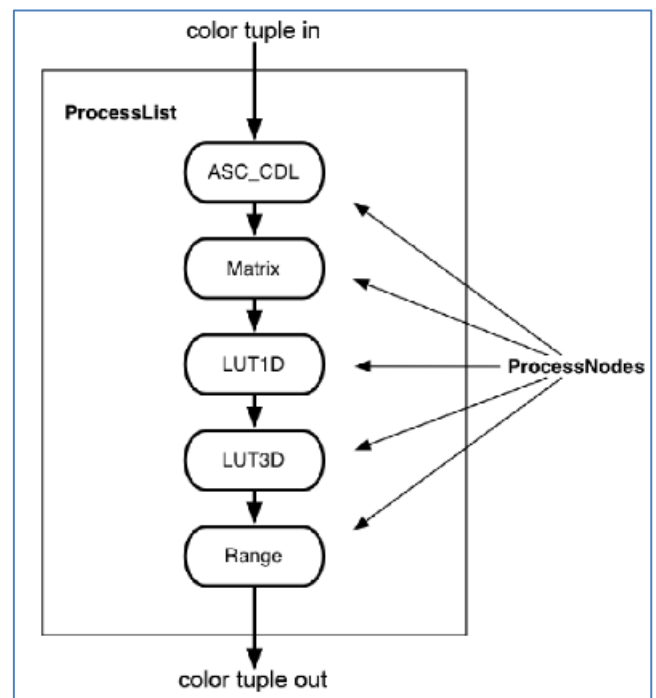 color tuple in
ProcessList
ASC_CDL
Matrix
LUT1D
ProcessNodes
LUT3D
Range
color tuple out